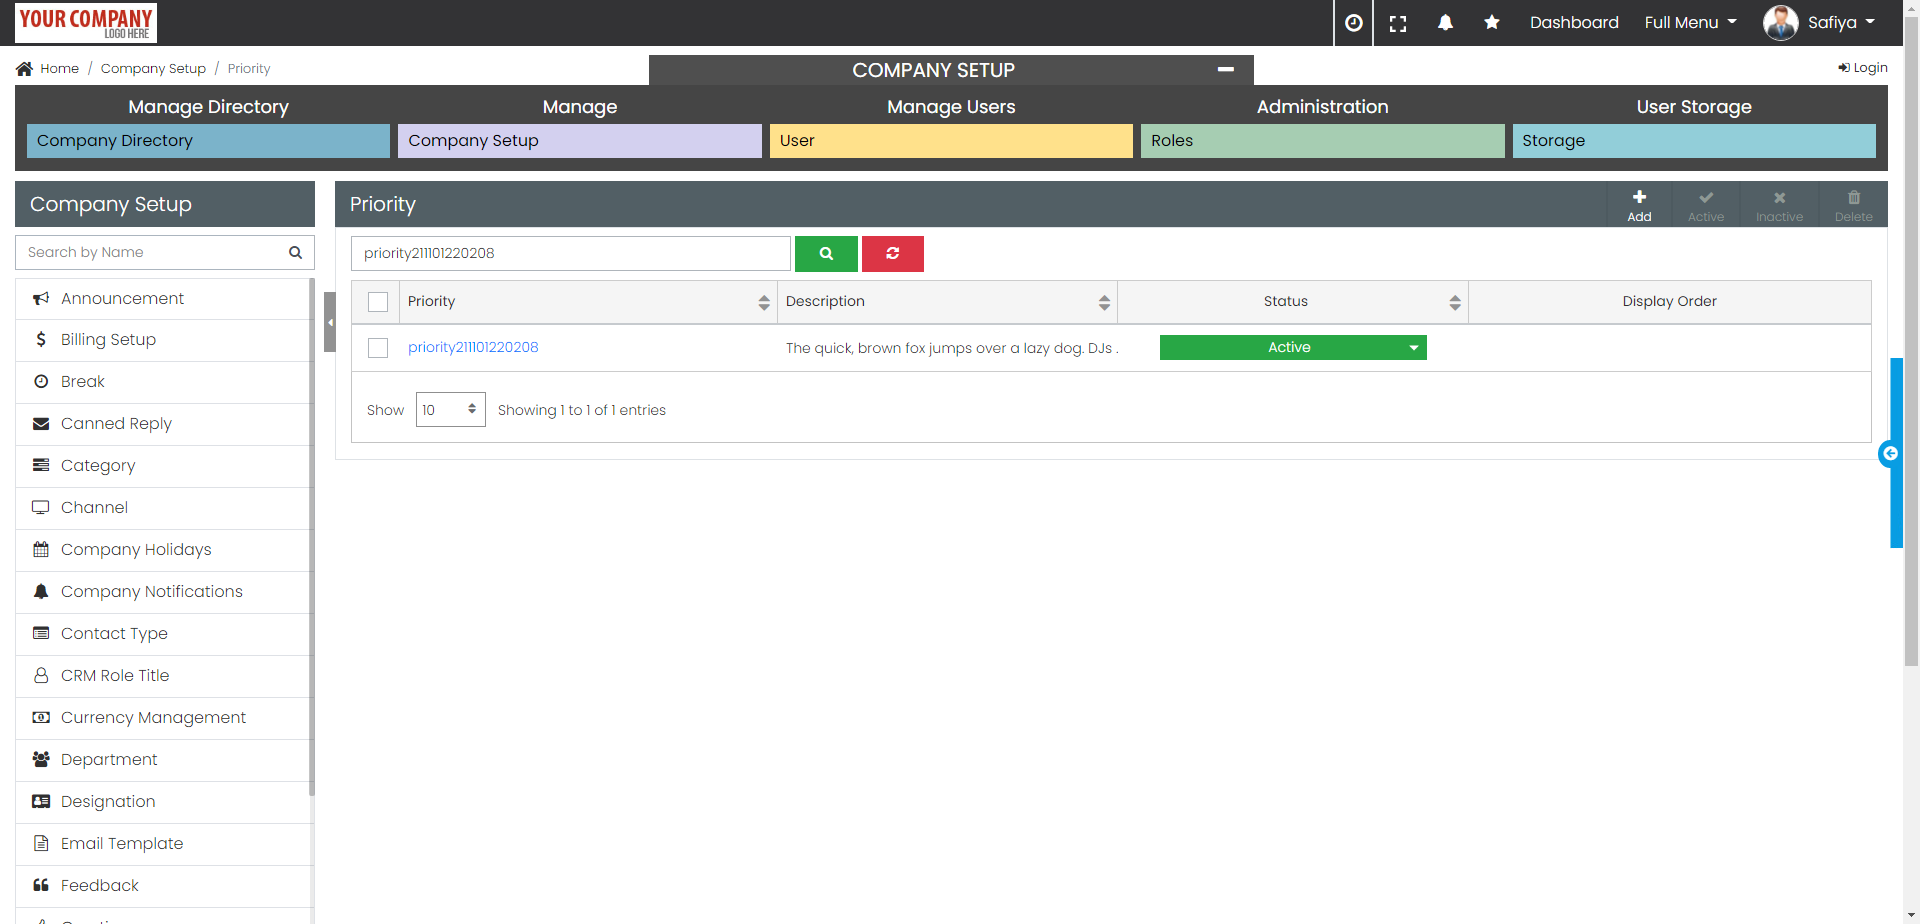 YOUR COMPANY
LOGO HERE
Dashboard
Full Menu
Safiya
Home / Company Setup / Priority
COMPANY SETUP
Login
Manage Directory
Manage
Manage Users
Administration
User Storage
Company Directory
Company Setup
User
Roles
Storage
Company Setup
Search by Name
Announcement
Billing Setup
Break
Canned Reply
Category
Channel
Company Holidays
Company Notifications
Contact Type
CRM Role Title
Currency Management
Department
Designation
Email Template
Feedback
Priority
Add
Active
Inactive
Delete
priority211101220208
Priority
Description
Status
Display Order
priority211101220208
The quick, brown fox jumps over a lazy dog. DJs .
Active
Show 10 Showing 1 to 1 of 1 entries